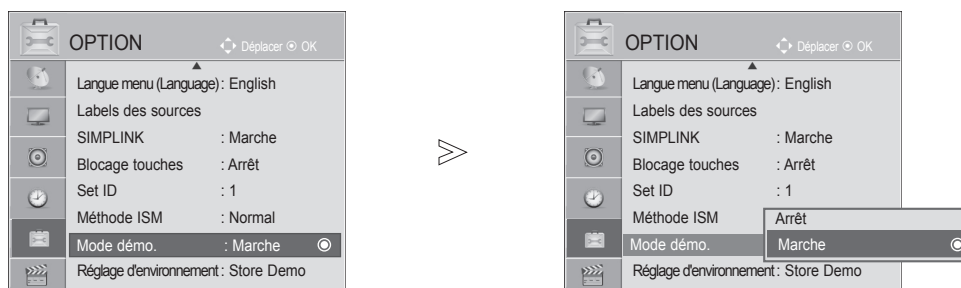 OPTION
Déplacer OK
Langue menu (Language) : English
Labels des sources
SIMPLINK : Marche
Blocage touches : Arrêt
Set ID : 1
Méthode ISM : Normal
Mode démo. : Marche
Réglage d'environnement : Store Demo
OPTION
Déplacer OK
Langue menu (Language) : English
Labels des sources
SIMPLINK : Marche
Blocage touches : Arrêt
Set ID : 1
Méthode ISM
Arrêt
Mode démo.
Marche
Réglage d'environnement : Store Demo